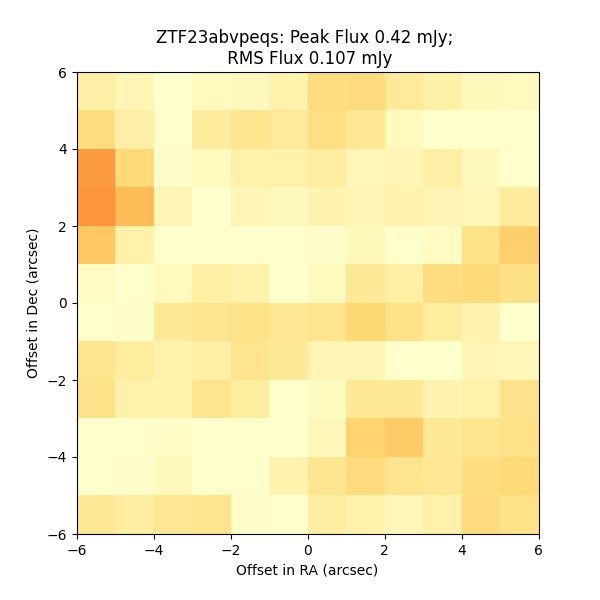 ZTF23abvpeqs: Peak Flux 0.42 mJy;
RMS Flux 0.107 mJy
6
4
2
0
−2
−4
−6
Offset in Dec (arcsec)
−6 −4 −2 0 2 4 6
Offset in RA (arcsec)